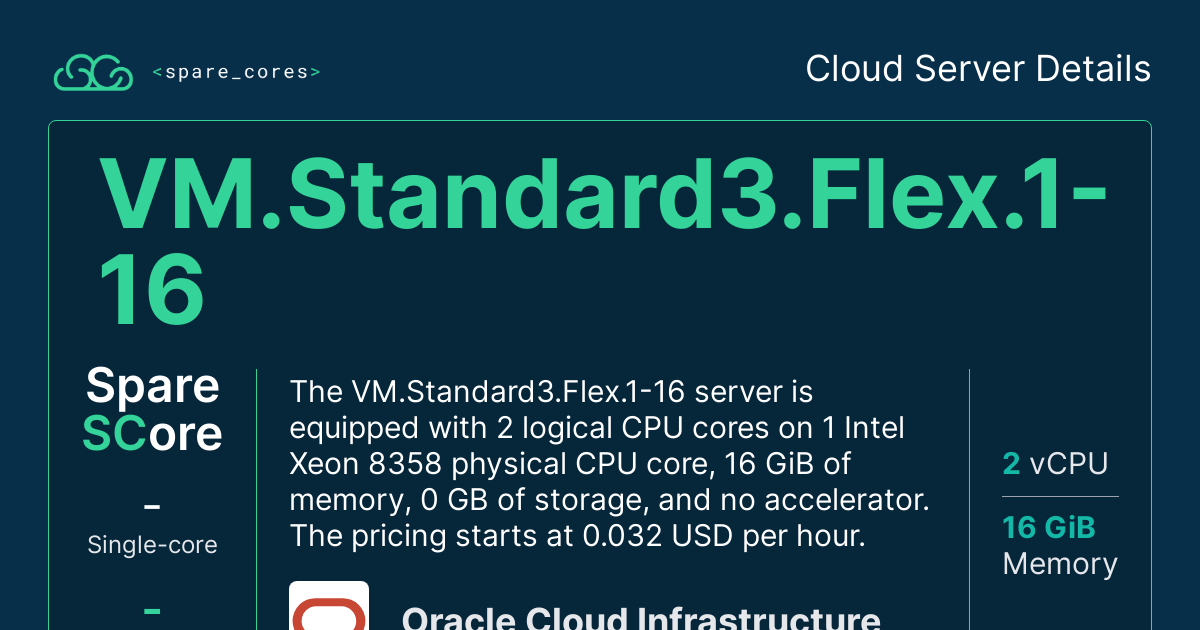 <spare_cores>
Cloud Server Details
VM.Standard3.Flex.1-
16
Spare
SCore
–
Single-core
–
The VM.Standard3.Flex.1-16 server is
equipped with 2 logical CPU cores on 1 Intel
Xeon 8358 physical CPU core, 16 GiB of
memory, 0 GB of storage, and no accelerator.
The pricing starts at 0.032 USD per hour.
Oracle Cloud Infrastructure
2 vCPU
16 GiB
Memory